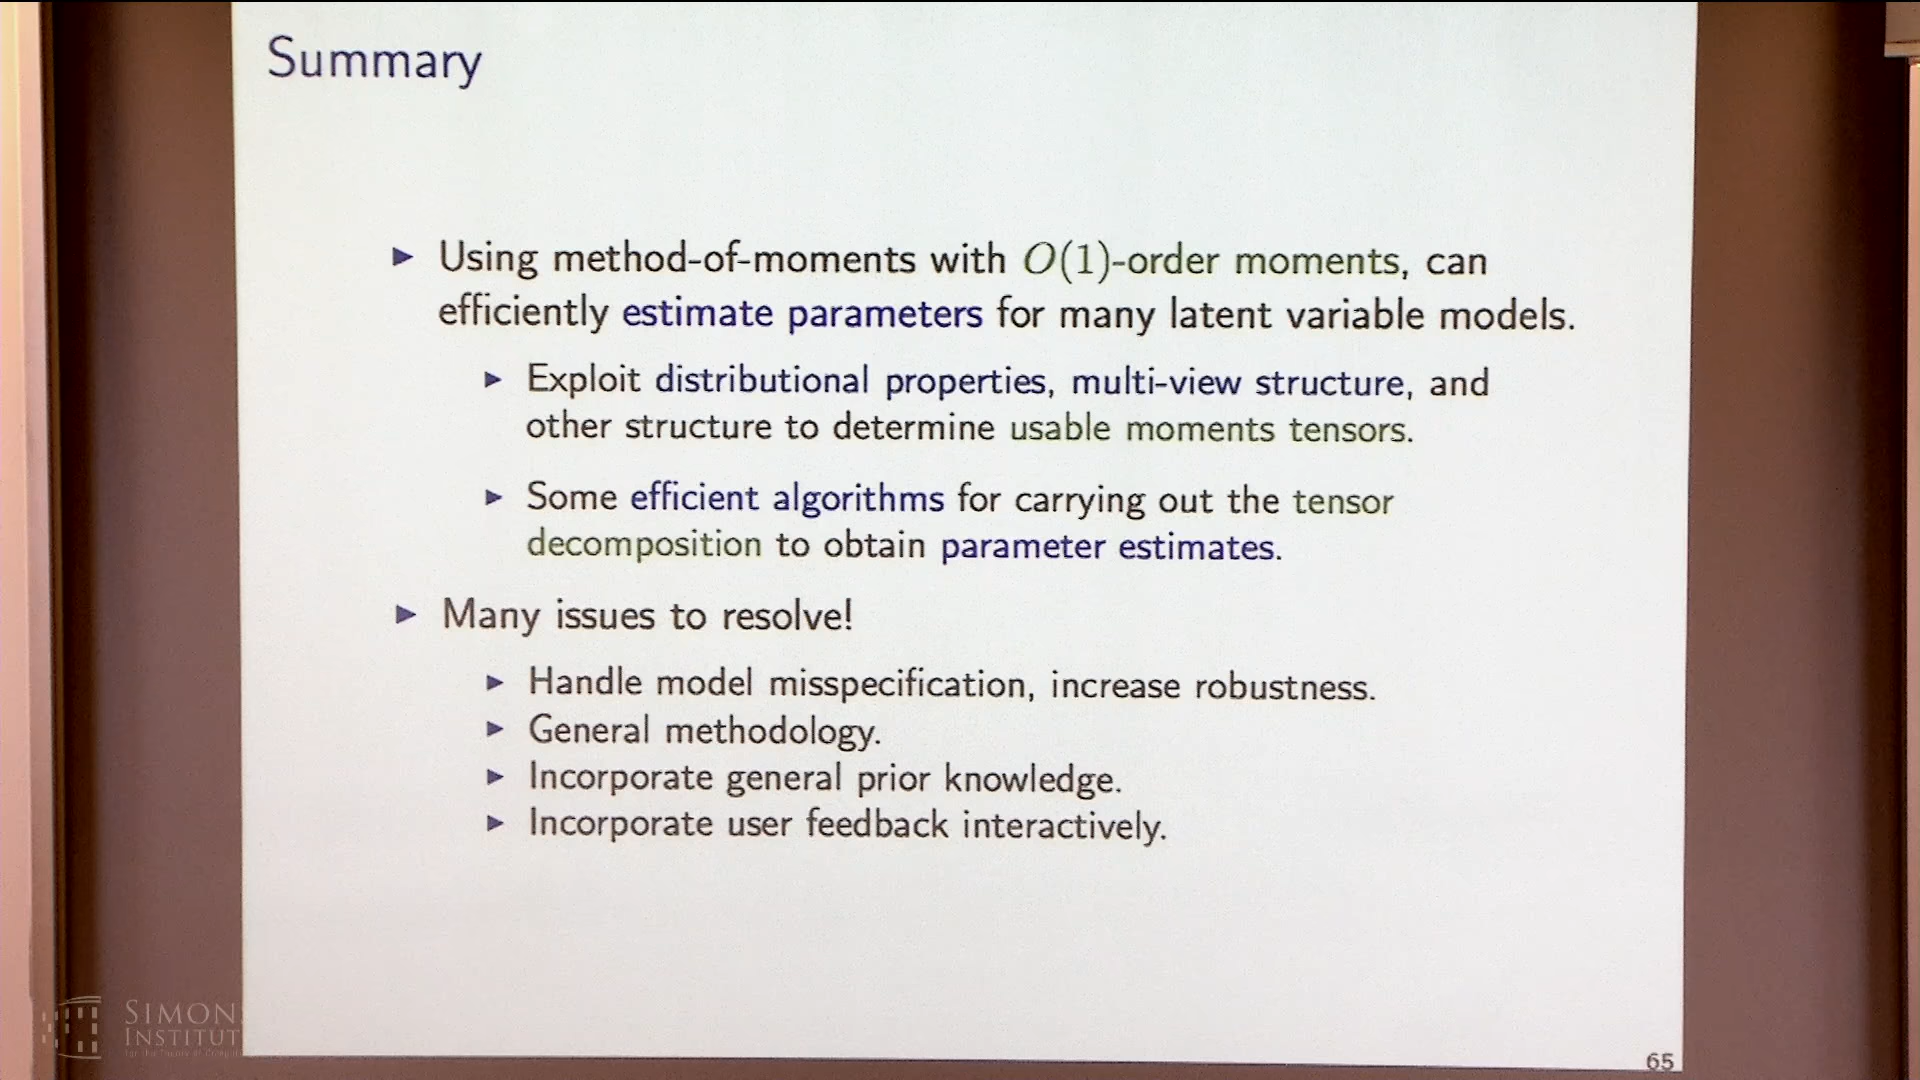 Summary
▶ Using method-of-moments with O(1)-order moments, can
efficiently estimate parameters for many latent variable models.
▶ Exploit distributional properties, multi-view structure, and
other structure to determine usable moments tensors.
▶ Some efficient algorithms for carrying out the tensor
decomposition to obtain parameter estimates.
▶ Many issues to resolve!
▶ Handle model misspecification, increase robustness.
▶ General methodology.
▶ Incorporate general prior knowledge.
▶ Incorporate user feedback interactively.
65
SIMON
INSTITUT